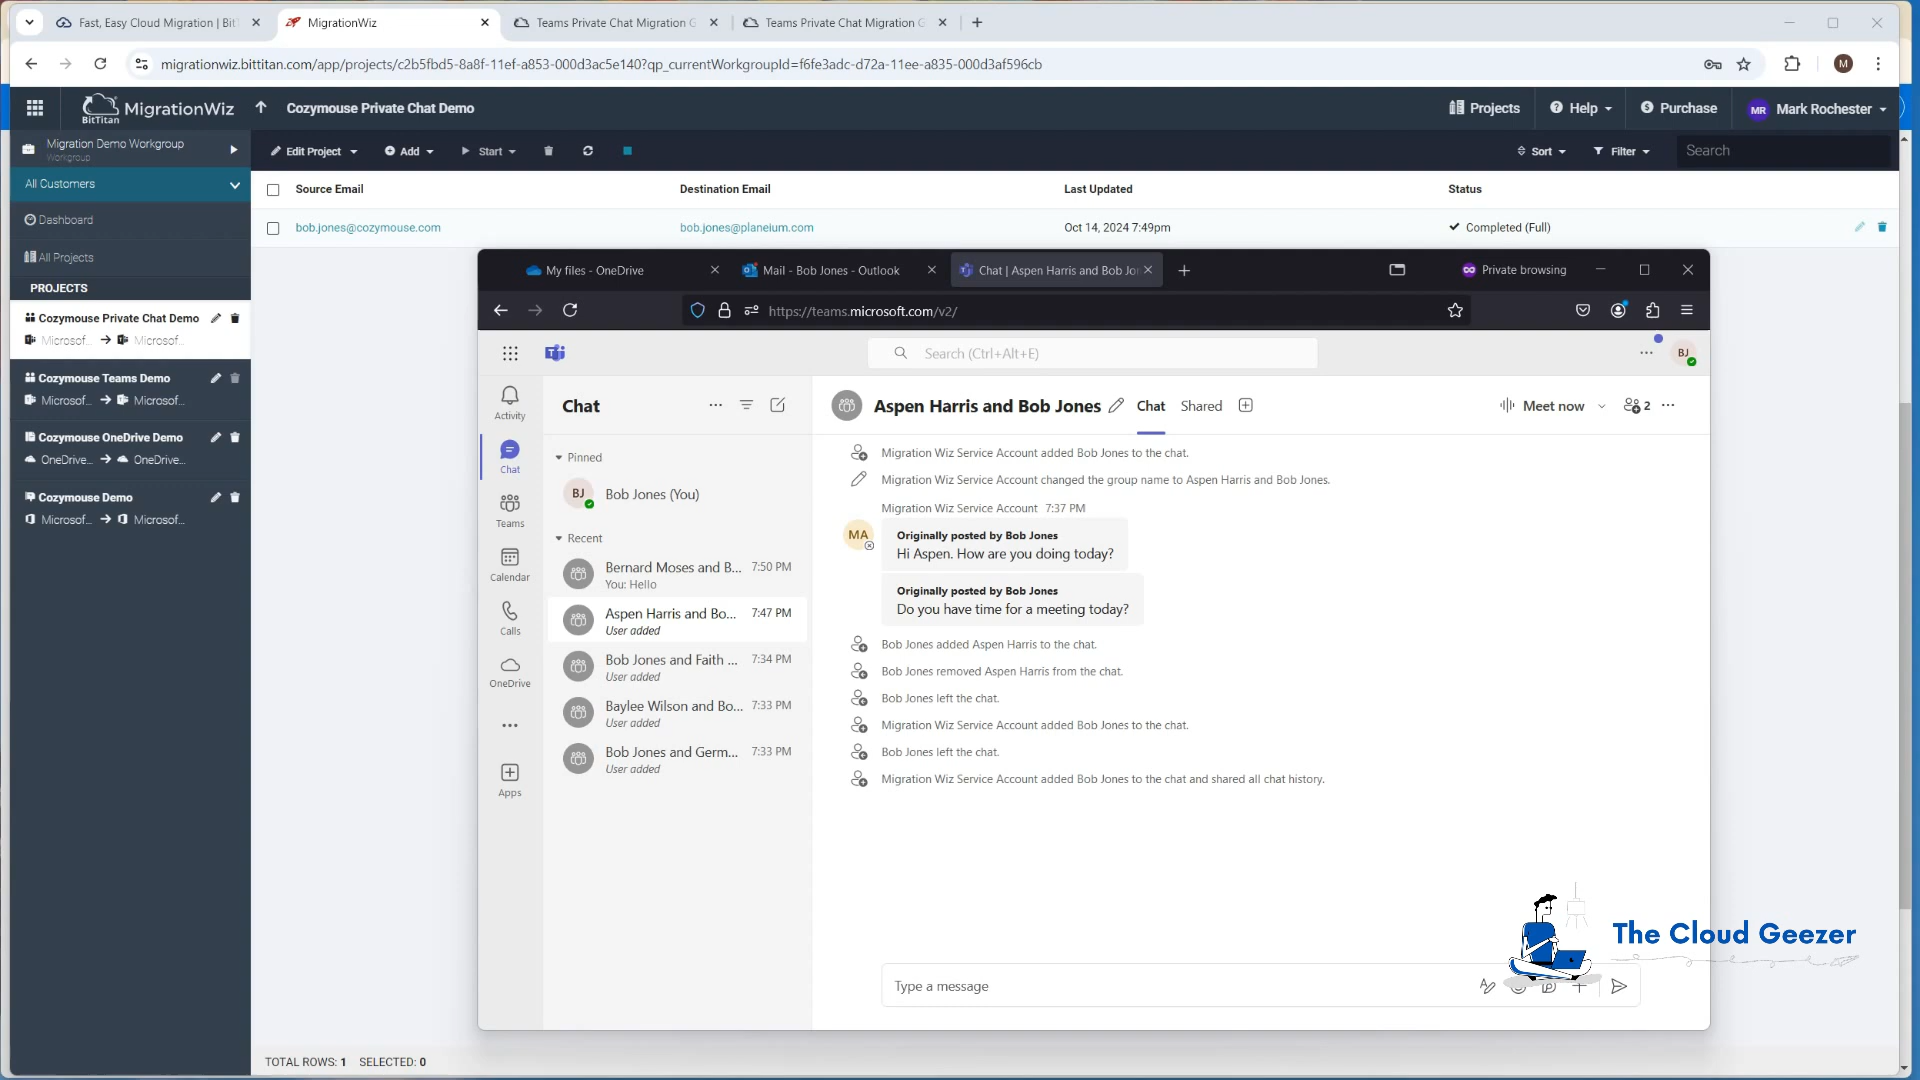 Fast, Easy Cloud Migration | BitT
MigrationWiz
Teams Private Chat Migration G
Teams Private Chat Migration G
migrationwiz.bittitan.com/app/projects/c2b5fbd5-8a8f-11ef-a853-000d3ac5e140?qp_currentWorkgroupId=f6fe3adc-d72a-11ee-a835-000d3af596cb
M
BitTitan
MigrationWiz
Cozymouse Private Chat Demo
Projects
Help
Purchase
MR
Mark Rochester
Migration Demo Workgroup
Workgroup
All Customers
Dashboard
All Projects
PROJECTS
Cozymouse Private Chat Demo
Microsof... Microsof...
Cozymouse Teams Demo
Microsof... Microsof...
Cozymouse OneDrive Demo
OneDrive... OneDrive...
Cozymouse Demo
Microsof... Microsof...
Edit Project
Add
Start
Sort
Filter
Search
Source Email
Destination Email
Last Updated
Status
bob.jones@cozymouse.com
bob.jones@planeium.com
Oct 14, 2024 7:49pm
Completed (Full)
My files - OneDrive
Mail - Bob Jones - Outlook
Chat | Aspen Harris and Bob Jo
Private browsing
https://teams.microsoft.com/v2/
Search (Ctrl+Alt+E)
BJ
Activity
Chat
Teams
Calendar
Calls
OneDrive
Apps
Chat
Pinned
BJ
Bob Jones (You)
Recent
Bernard Moses and B... 7:50 PM
You: Hello
Aspen Harris and Bo... 7:47 PM
User added
Bob Jones and Faith ... 7:34 PM
User added
Baylee Wilson and Bo... 7:33 PM
User added
Bob Jones and Germ... 7:33 PM
User added
Aspen Harris and Bob Jones
Chat
Shared
Meet now
2
Migration Wiz Service Account added Bob Jones to the chat.
Migration Wiz Service Account changed the group name to Aspen Harris and Bob Jones.
Migration Wiz Service Account 7:37 PM
MA
Originally posted by Bob Jones
Hi Aspen. How are you doing today?
Originally posted by Bob Jones
Do you have time for a meeting today?
Bob Jones added Aspen Harris to the chat.
Bob Jones removed Aspen Harris from the chat.
Bob Jones left the chat.
Migration Wiz Service Account added Bob Jones to the chat.
Bob Jones left the chat.
Migration Wiz Service Account added Bob Jones to the chat and shared all chat history.
The Cloud Geezer
Type a message
TOTAL ROWS: 1 SELECTED: 0